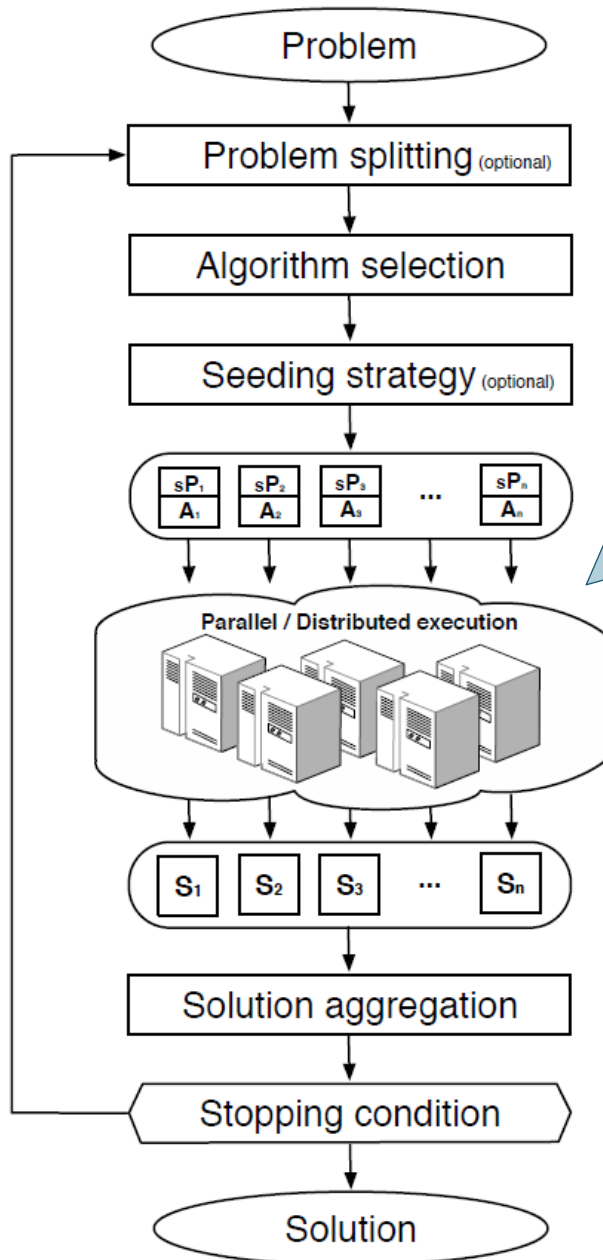 Problem
Problem splitting (optional)
Algorithm selection
Seeding strategy (optional)
sP₁ sP₂ sP₃ ... sPₙ
A₁ A₂ A₃ Aₙ
Parallel / Distributed execution
S₁ S₂ S₃ ... Sₙ
Solution aggregation
Stopping condition
Solution